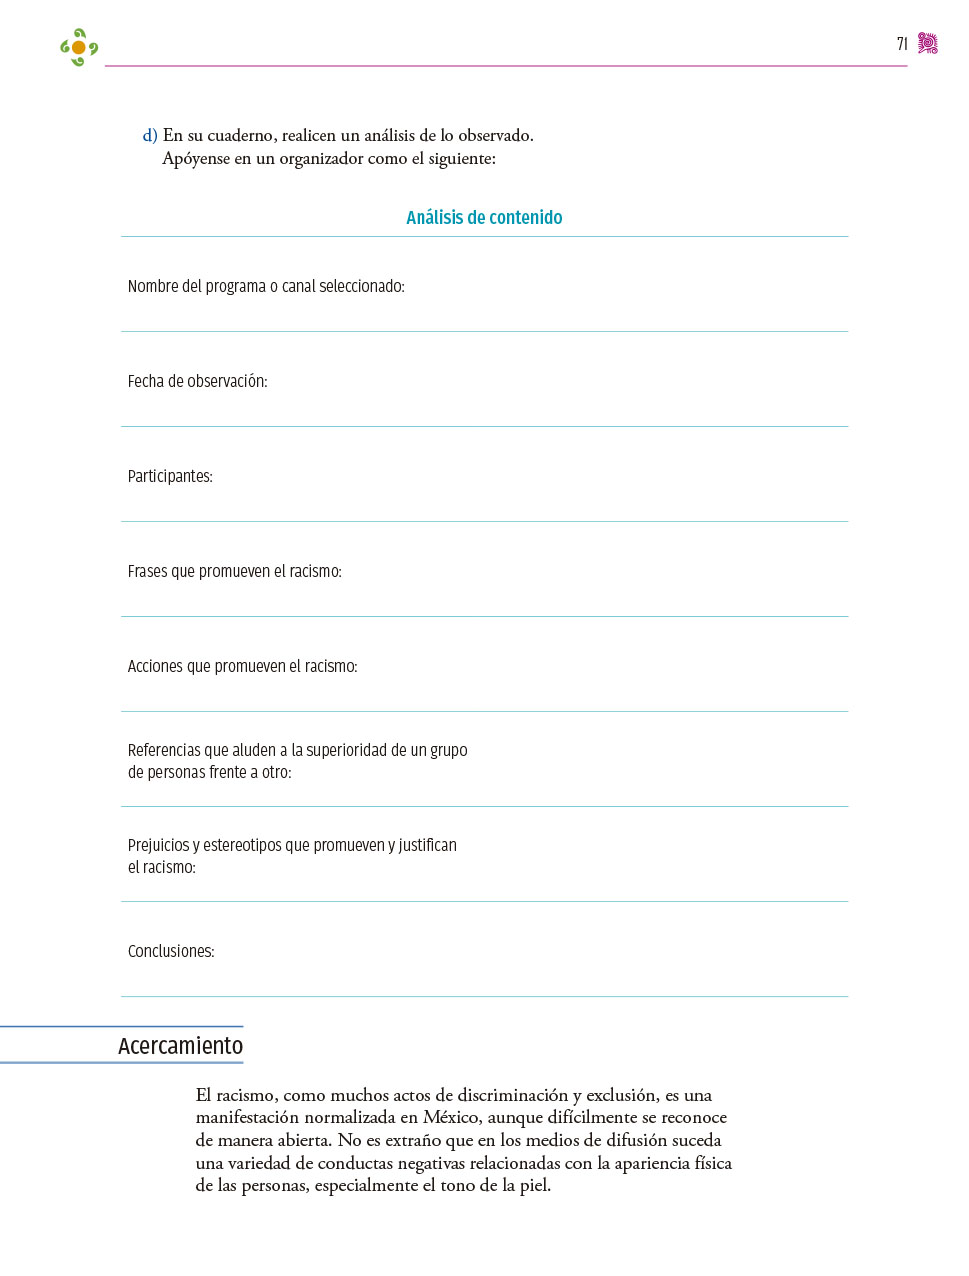 71
d) En su cuaderno, realicen un análisis de lo observado.
Apóyense en un organizador como el siguiente:
Análisis de contenido
Nombre del programa o canal seleccionado:
Fecha de observación:
Participantes:
Frases que promueven el racismo:
Acciones que promueven el racismo:
Referencias que aluden a la superioridad de un grupo
de personas frente a otro:
Prejuicios y estereotipos que promueven y justifican
el racismo:
Conclusiones:
Acercamiento
El racismo, como muchos actos de discriminación y exclusión, es una
manifestación normalizada en México, aunque difícilmente se reconoce
de manera abierta. No es extraño que en los medios de difusión suceda
una variedad de conductas negativas relacionadas con la apariencia física
de las personas, especialmente el tono de la piel.